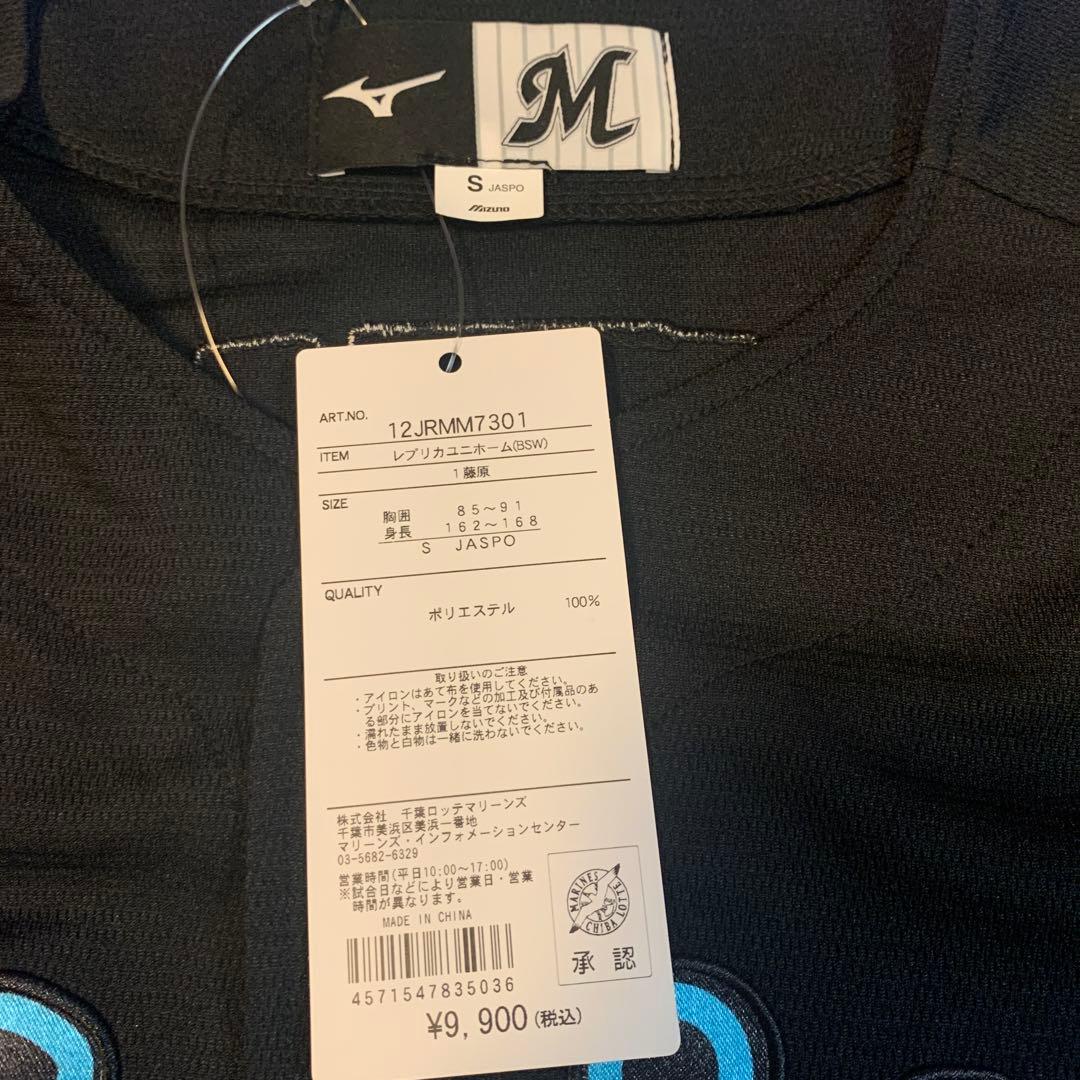 M
S JASPO
MIZUNO
ART.NO. 12JRMM7301
ITEM レプリカユニホーム(BSW)
1 藤原
SIZE
胸囲 85～91
身長 162～168
S JASPO
QUALITY
ポリエステル 100%
取り扱いのご注意
・アイロンはあて布を使用してください。
・プリント、マークなどの加工及び付属品のあ
る部分にアイロンを当てないでください。
・濡れたまま放置しないでください。
・色物と白物は一緒に洗わないでください。
株式会社 千葉ロッテマリーンズ
千葉市美浜区美浜一番地
マリーンズ・インフォメーションセンター
03-5682-6329
営業時間(平日10:00～17:00)
※試合日などにより営業日・営業
時間が異なります。
MADE IN CHINA
MARINES
CHIBA LOTTE
承認
4571547835036
¥9,900(税込)